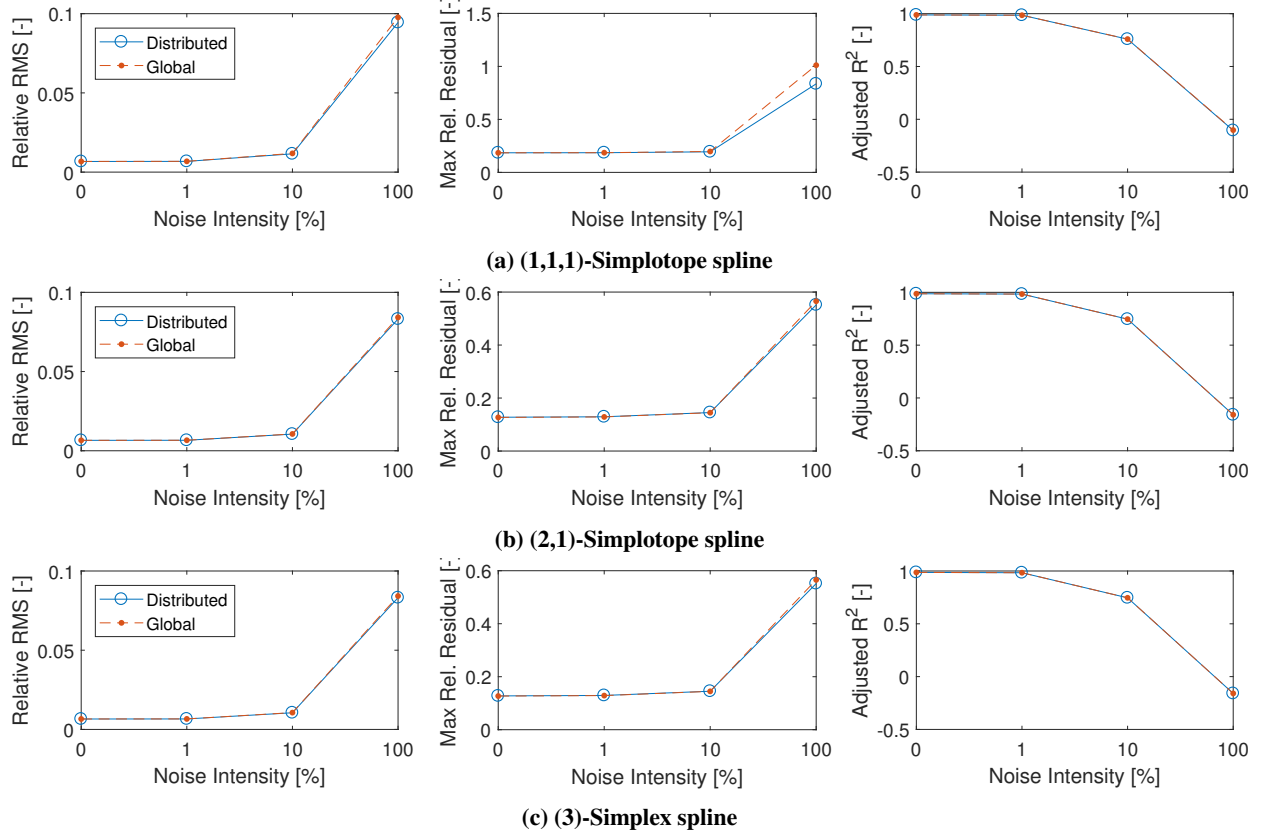 Relative RMS [-]
0.1
0.05
0
Distributed
Global
0 1 10 100
Noise Intensity [%]
Max Rel. Residual [-]
1.5
1
0.5
0
0 1 10 100
Noise Intensity [%]
Adjusted R² [-]
1
0.5
0
-0.5
0 1 10 100
Noise Intensity [%]
(a) (1,1,1)-Simplotope spline
Relative RMS [-]
0.1
0.05
0
Distributed
Global
0 1 10 100
Noise Intensity [%]
Max Rel. Residual [-]
0.6
0.4
0.2
0
0 1 10 100
Noise Intensity [%]
Adjusted R² [-]
1
0.5
0
-0.5
0 1 10 100
Noise Intensity [%]
(b) (2,1)-Simplotope spline
Relative RMS [-]
0.1
0.05
0
Distributed
Global
0 1 10 100
Noise Intensity [%]
Max Rel. Residual [-]
0.6
0.4
0.2
0
0 1 10 100
Noise Intensity [%]
Adjusted R² [-]
1
0.5
0
-0.5
0 1 10 100
Noise Intensity [%]
(c) (3)-Simplex spline